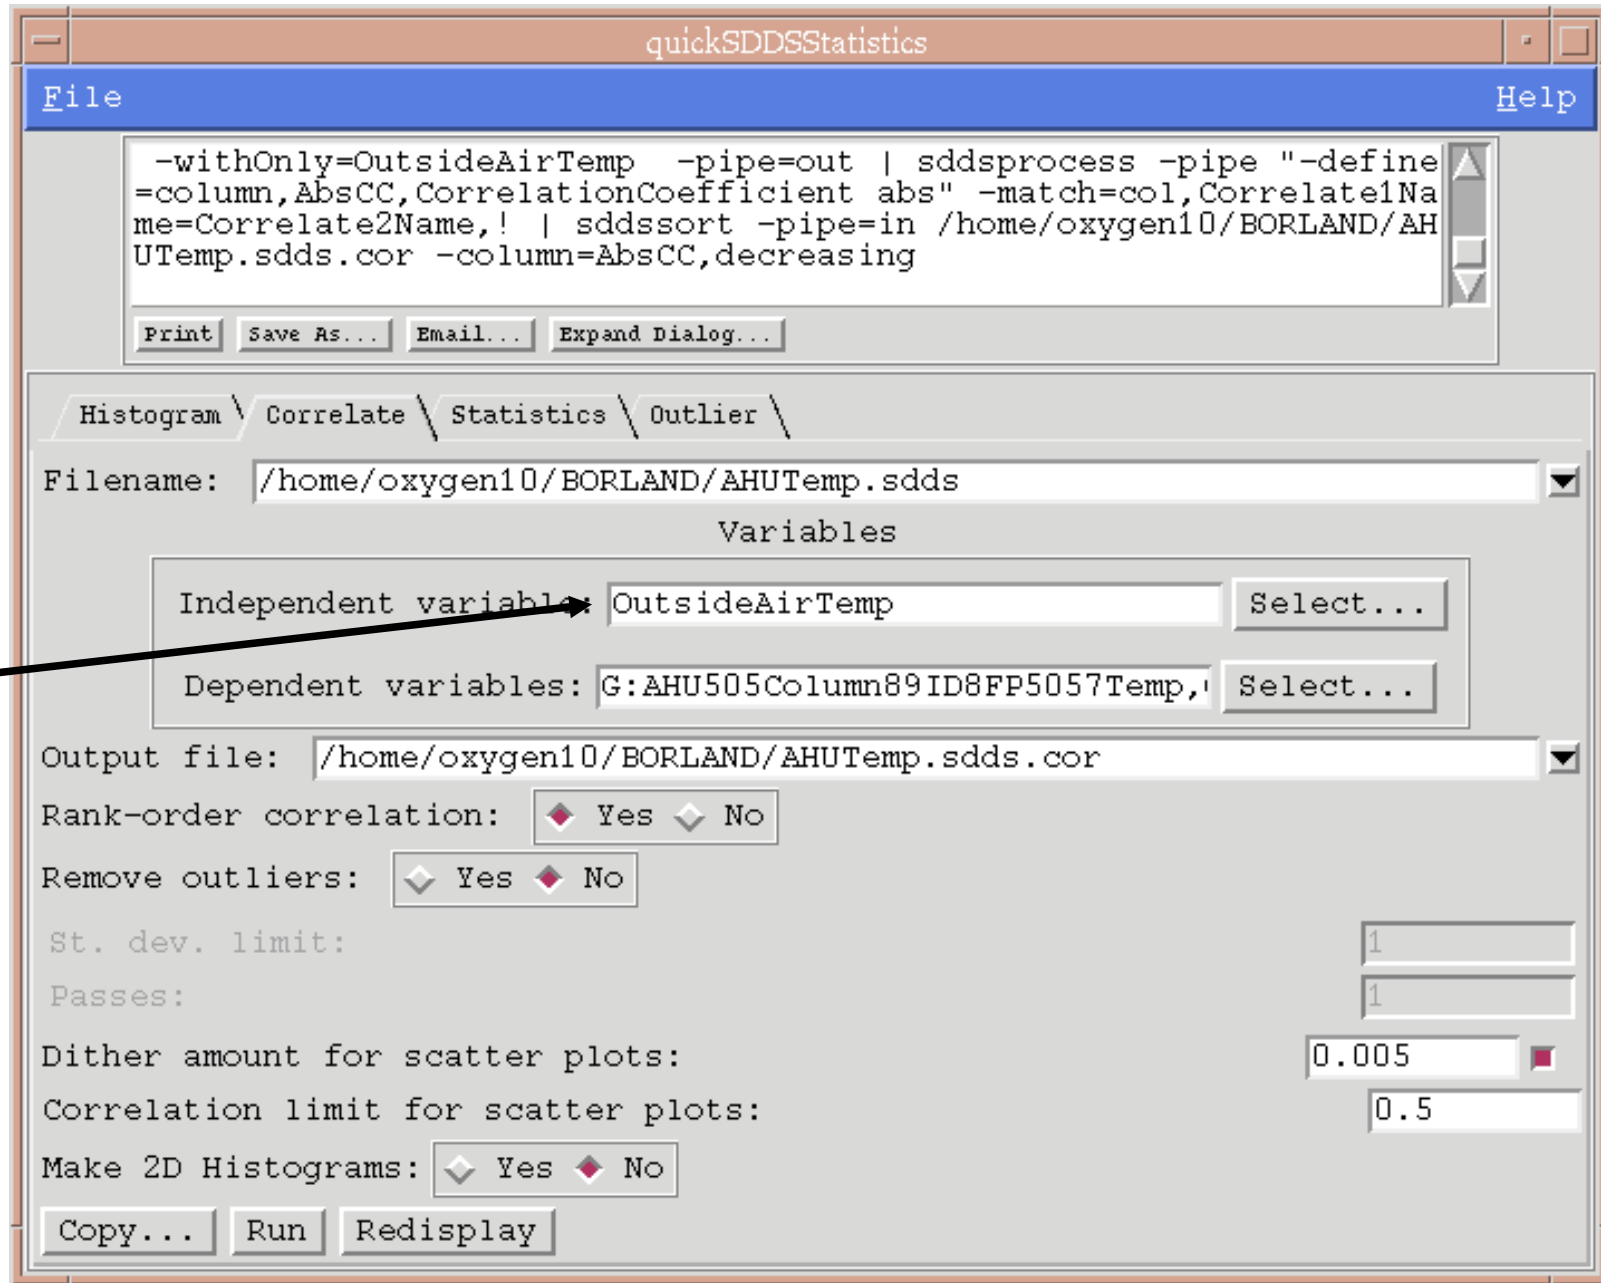 quickSDDSStatistics
File Help
-withOnly=OutsideAirTemp -pipe=out | sddsprocess -pipe "-define
=column,AbsCC,CorrelationCoefficient abs" -match=col,Correlate1Na
me=Correlate2Name,! | sddssort -pipe=in /home/oxygen10/BORLAND/AH
UTemp.sdds.cor -column=AbsCC,decreasing
Print Save As... Email... Expand Dialog...
Histogram Correlate Statistics Outlier
Filename: /home/oxygen10/BORLAND/AHUTemp.sdds
Variables
Independent variable: OutsideAirTemp Select...
Dependent variables: G:AHU505Column89ID8FP5057Temp, Select...
Output file: /home/oxygen10/BORLAND/AHUTemp.sdds.cor
Rank-order correlation: Yes No
Remove outliers: Yes No
St. dev. limit: 1
Passes: 1
Dither amount for scatter plots: 0.005
Correlation limit for scatter plots: 0.5
Make 2D Histograms: Yes No
Copy... Run Redisplay